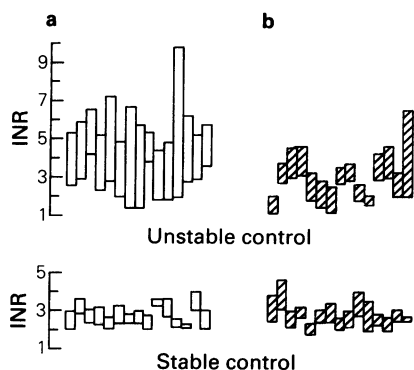 a
b
INR
9
7
5
3
1
Unstable control
INR
5
3
1
Stable control